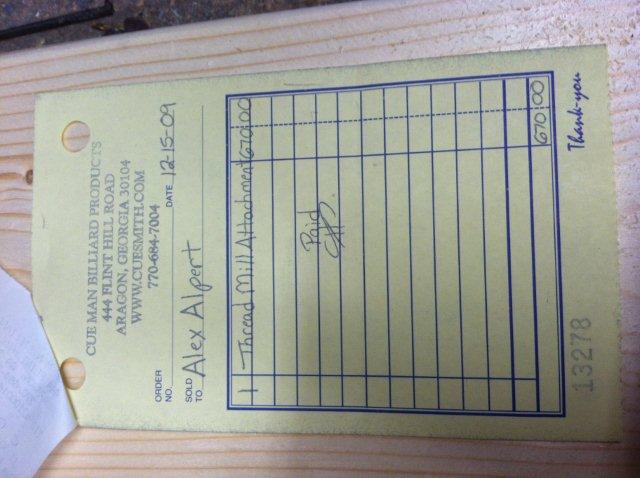 CUE MAN BILLIARD PRODUCTS
444 FLINT HILL ROAD
ARAGON, GEORGIA 30104
WWW.CUESMITH.COM
770-684-7004
ORDER NO. DATE 12-15-09
SOLD TO Alex Alpert
1 Thread Mill Attachment 670 00
Paid
670 00
13278 Thank-you